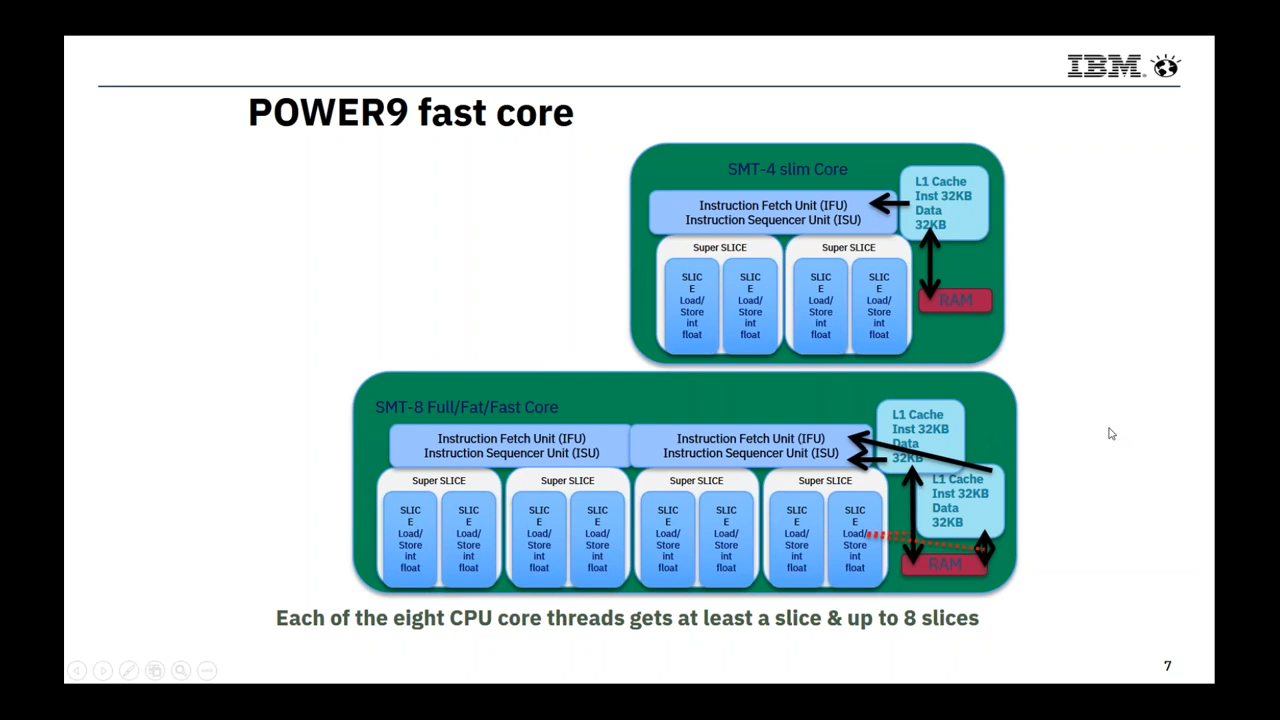 IBM.
POWER9 fast core
SMT-4 slim Core
L1 Cache
Inst 32KB
Data
32KB
Instruction Fetch Unit (IFU)
Instruction Sequencer Unit (ISU)
Super SLICE
Super SLICE
SLIC
E
Load/
Store
int
float
SLIC
E
Load/
Store
int
float
SLIC
E
Load/
Store
int
float
SLIC
E
Load/
Store
int
float
RAM
SMT-8 Full/Fat/Fast Core
L1 Cache
Inst 32KB
Data
32KB
Instruction Fetch Unit (IFU)
Instruction Sequencer Unit (ISU)
Instruction Fetch Unit (IFU)
Instruction Sequencer Unit (ISU)
L1 Cache
Inst 32KB
Data
32KB
Super SLICE
Super SLICE
Super SLICE
Super SLICE
SLIC
E
Load/
Store
int
float
SLIC
E
Load/
Store
int
float
SLIC
E
Load/
Store
int
float
SLIC
E
Load/
Store
int
float
SLIC
E
Load/
Store
int
float
SLIC
E
Load/
Store
int
float
SLIC
E
Load/
Store
int
float
SLIC
E
Load/
Store
int
float
RAM
Each of the eight CPU core threads gets at least a slice & up to 8 slices
7